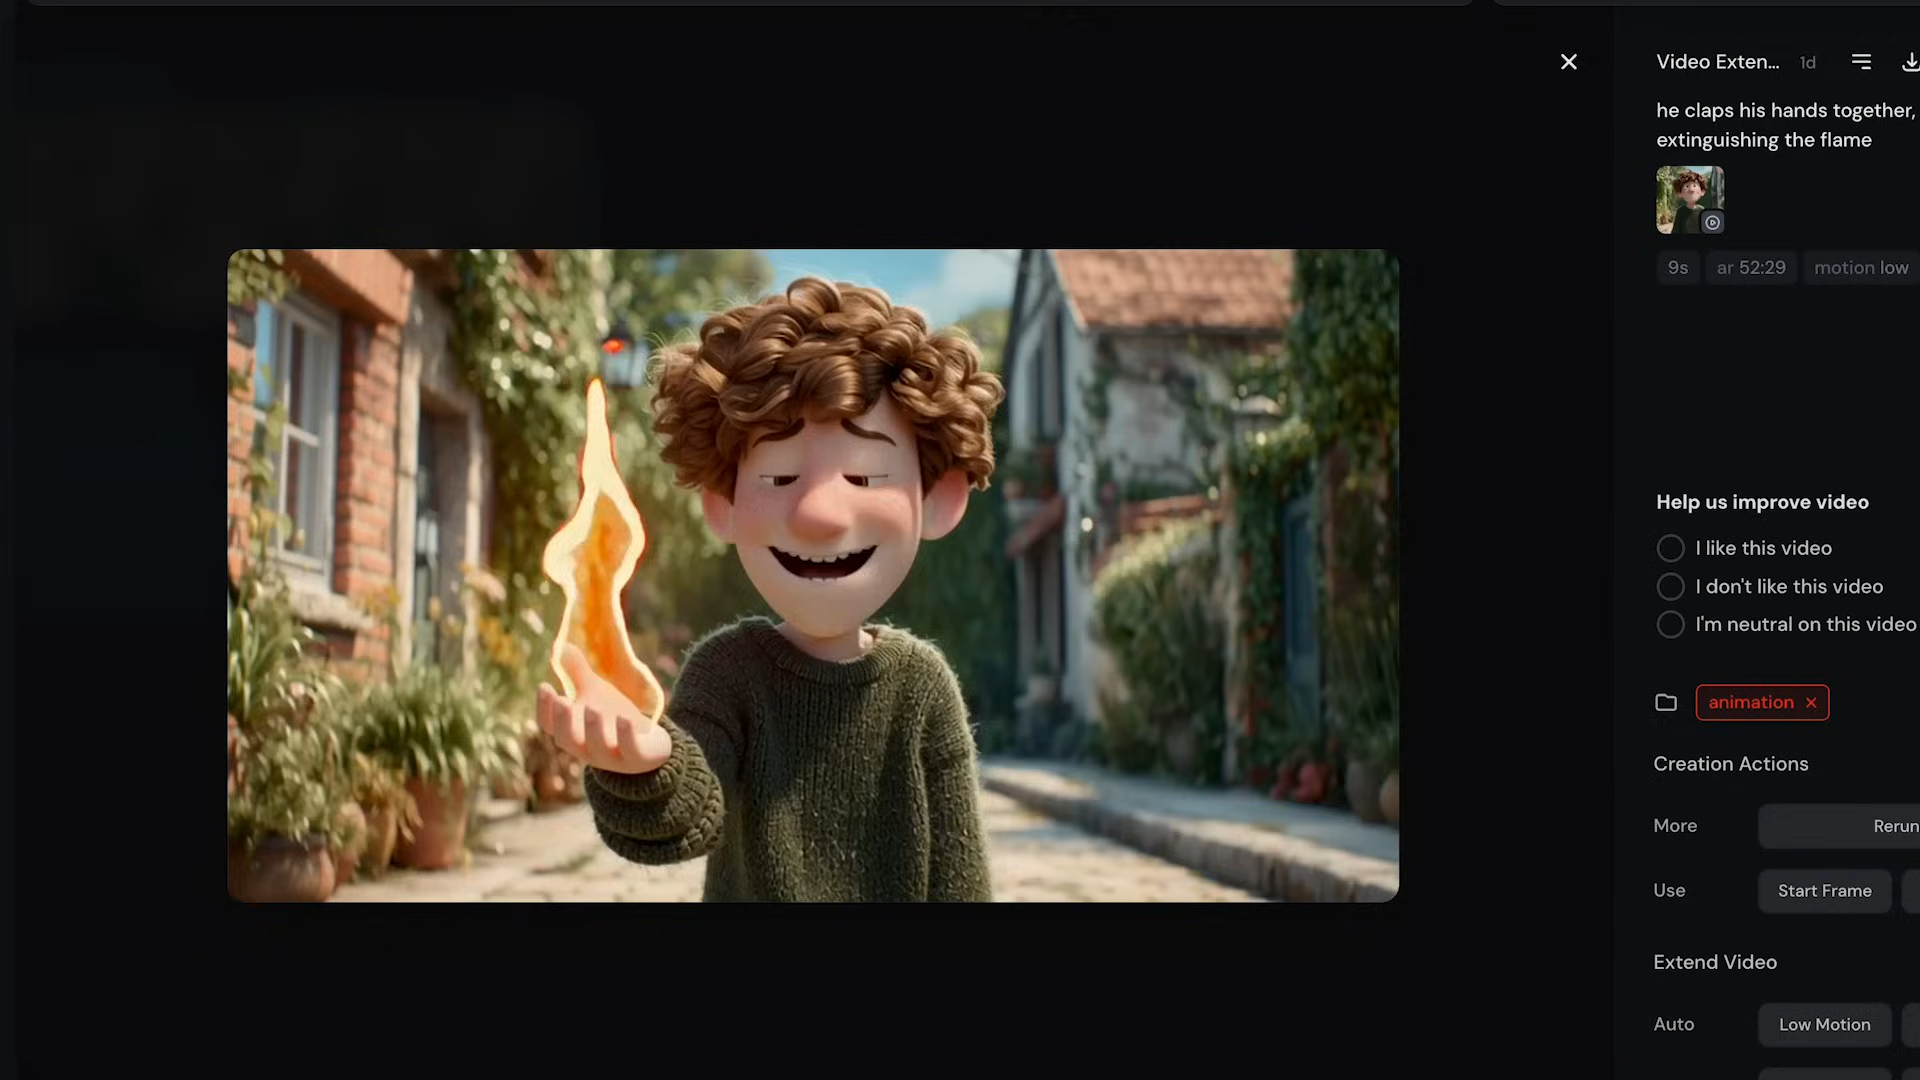 Video Exten... 1d
he claps his hands together,
extinguishing the flame
9s ar 52:29 motion low
Help us improve video
I like this video
I don't like this video
I'm neutral on this video
animation
Creation Actions
More Rerun
Use Start Frame
Extend Video
Auto Low Motion